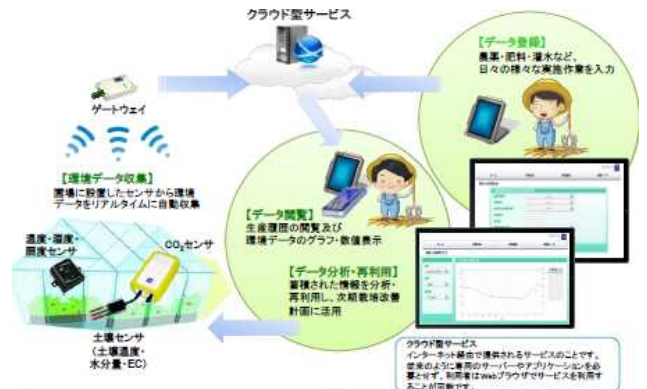 クラウド型サービス
【データ登録】
農薬・肥料・灌水など、
日々の様々な実施作業を入力
ゲートウェイ
【環境データ収集】
圃場に設置したセンサから環境
データをリアルタイムに自動収集
温度・湿度・
照度センサ
CO₂センサ
土壌センサ
(土壌温度・
水分量・EC)
【データ閲覧】
生産履歴の閲覧及び
環境データのグラフ・数値表示
【データ分析・再利用】
蓄積された情報を分析・
再利用し、次期栽培改善
計画に活用
クラウド型サービス
インターネット経由で提供されるサービスのことです。
従来のように専用のサーバーやアプリケーションを必
要とせず、利用者はWebブラウザでサービスを利用す
ることが可能です。